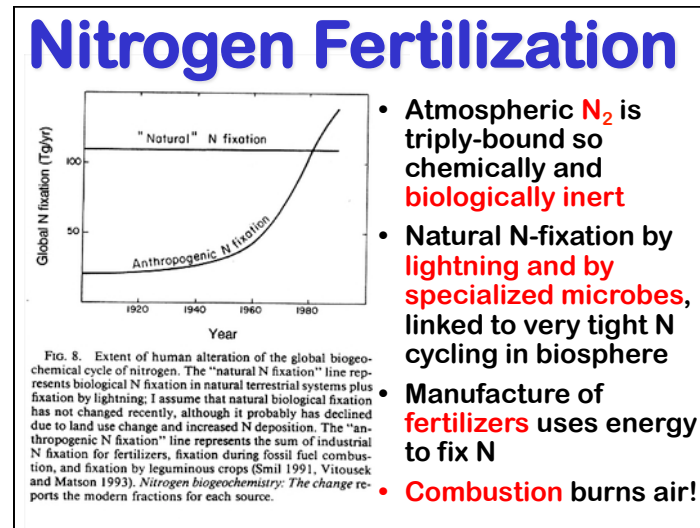 Nitrogen Fertilization
Global N fixation (Tg/yr)
100
50
"Natural" N fixation
Anthropogenic N fixation
1920 1940 1960 1980
Year
FIG. 8. Extent of human alteration of the global biogeo-
chemical cycle of nitrogen. The "natural N fixation" line rep-
resents biological N fixation in natural terrestrial systems plus
fixation by lightning; I assume that natural biological fixation
has not changed recently, although it probably has declined
due to land use change and increased N deposition. The "an-
thropogenic N fixation" line represents the sum of industrial
N fixation for fertilizers, fixation during fossil fuel combus-
tion, and fixation by leguminous crops (Smil 1991, Vitousek
and Matson 1993). Nitrogen biogeochemistry: The change re-
ports the modern fractions for each source.
• Atmospheric N₂ is
triply-bound so
chemically and
biologically inert
• Natural N-fixation by
lightning and by
specialized microbes,
linked to very tight N
cycling in biosphere
• Manufacture of
fertilizers uses energy
to fix N
• Combustion burns air!